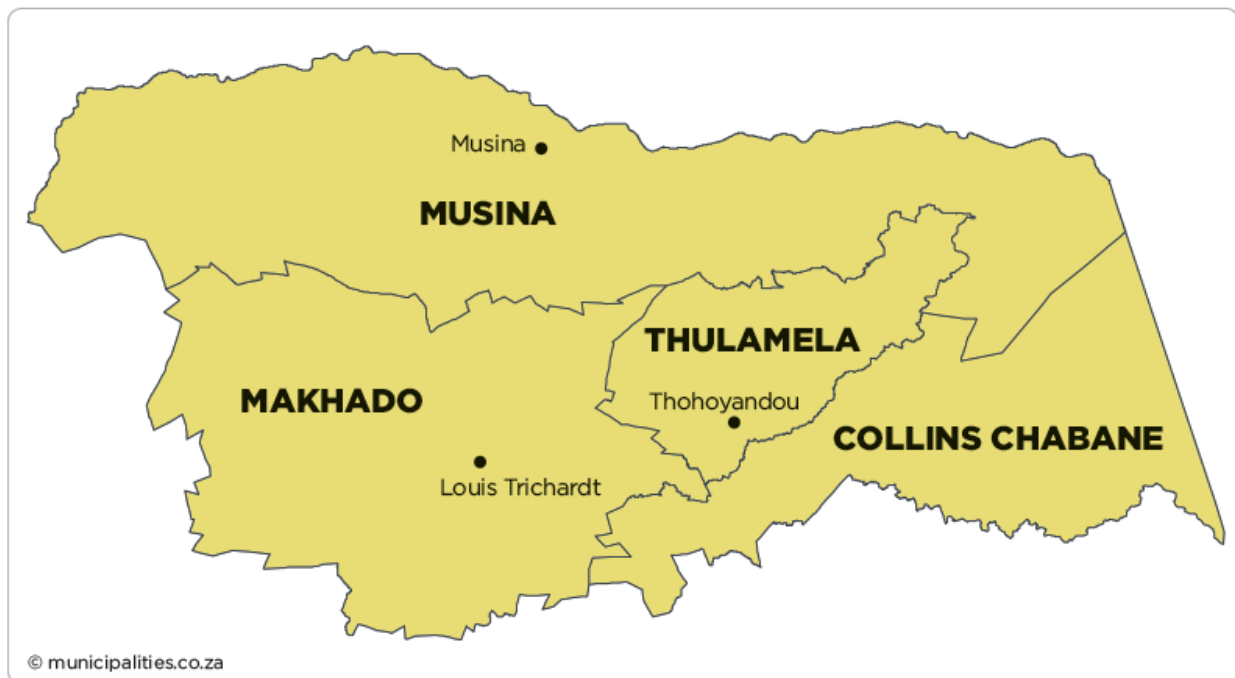 Musina
MUSINA
THULAMELA
MAKHADO
Thohoyandou
COLLINS CHABANE
Louis Trichardt
© municipalities.co.za